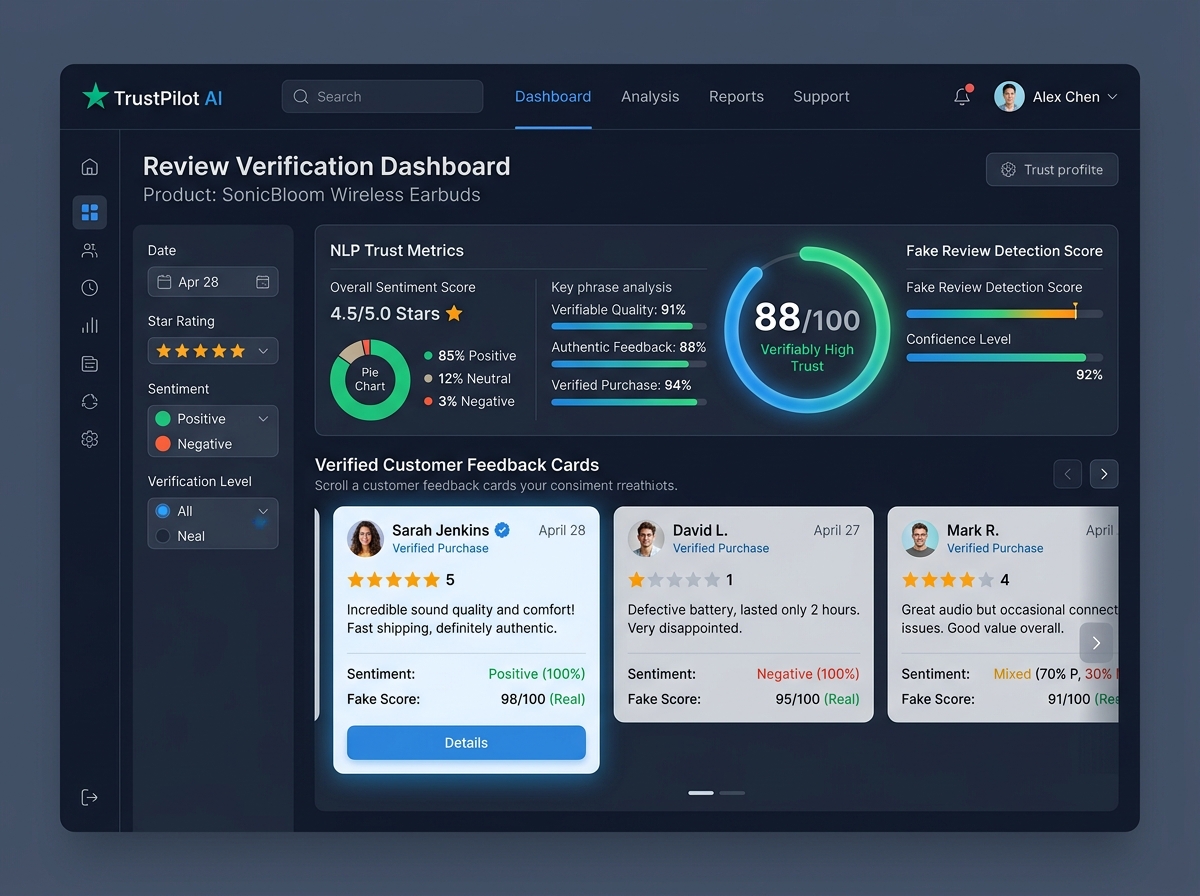 TrustPilot AI
Search
Dashboard
Analysis
Reports
Support
Alex Chen
Review Verification Dashboard
Product: SonicBloom Wireless Earbuds
Trust profilte
Date
Apr 28
Star Rating
Sentiment
Positive
Negative
Verification Level
All
Neal
NLP Trust Metrics
Overall Sentiment Score
4.5/5.0 Stars
Pie
Chart
85% Positive
12% Neutral
3% Negative
Key phrase analysis
Verifiable Quality: 91%
Authentic Feedback: 88%
Verified Purchase: 94%
88/100
Verifiably High
Trust
Fake Review Detection Score
Fake Review Detection Score
Confidence Level
92%
Verified Customer Feedback Cards
Scroll a customer feedback cards your consiment rreathiots.
Sarah Jenkins
April 28
Verified Purchase
5
Incredible sound quality and comfort!
Fast shipping, definitely authentic.
Sentiment: Positive (100%)
Fake Score: 98/100 (Real)
Details
David L.
April 27
Verified Purchase
1
Defective battery, lasted only 2 hours.
Very disappointed.
Sentiment: Negative (100%)
Fake Score: 95/100 (Real)
Mark R.
April
Verified Purchase
4
Great audio but occasional connect
issues. Good value overall.
Sentiment: Mixed (70% P, 30%
Fake Score: 91/100